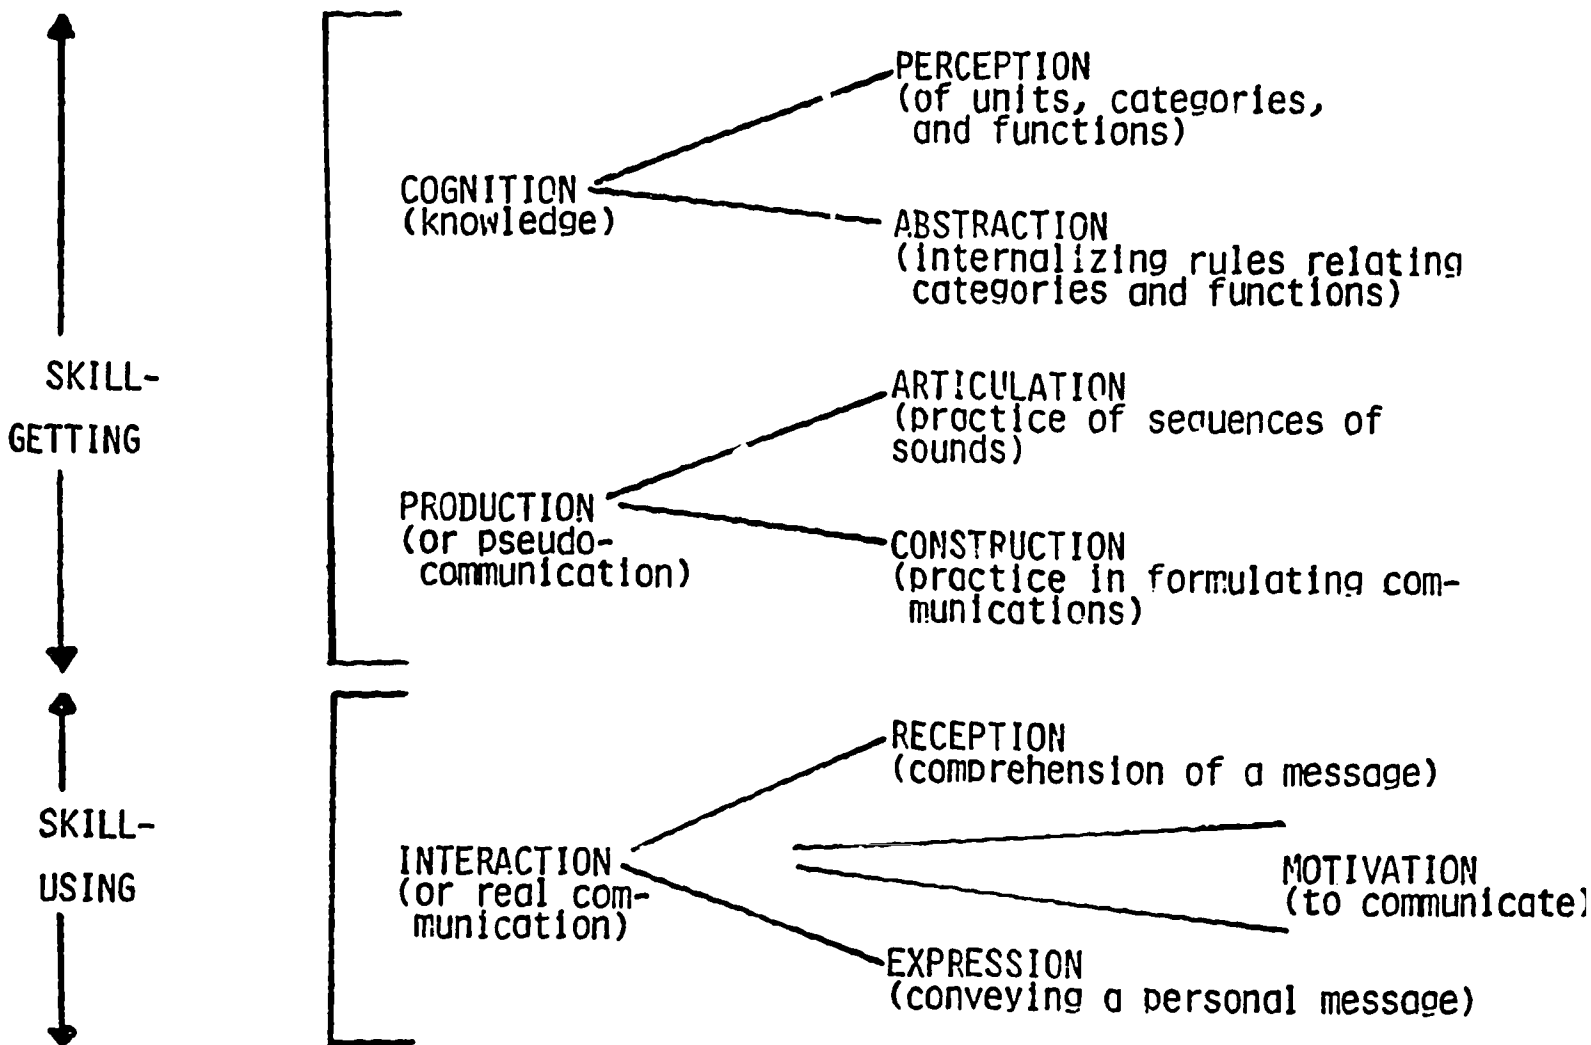 PERCEPTION
(of units, categories,
and functions)
COGNITION
(knowledge)
ABSTRACTION
(internalizing rules relating
categories and functions)
SKILL-
GETTING
ARTICULATION
(practice of sequences of
sounds)
PRODUCTION
(or pseudo-
communication)
CONSTRUCTION
(practice in formulating com-
munications)
RECEPTION
(comprehension of a message)
SKILL-
USING
INTERACTION
(or real com-
munication)
MOTIVATION
(to communicate)
EXPRESSION
(conveying a personal message)